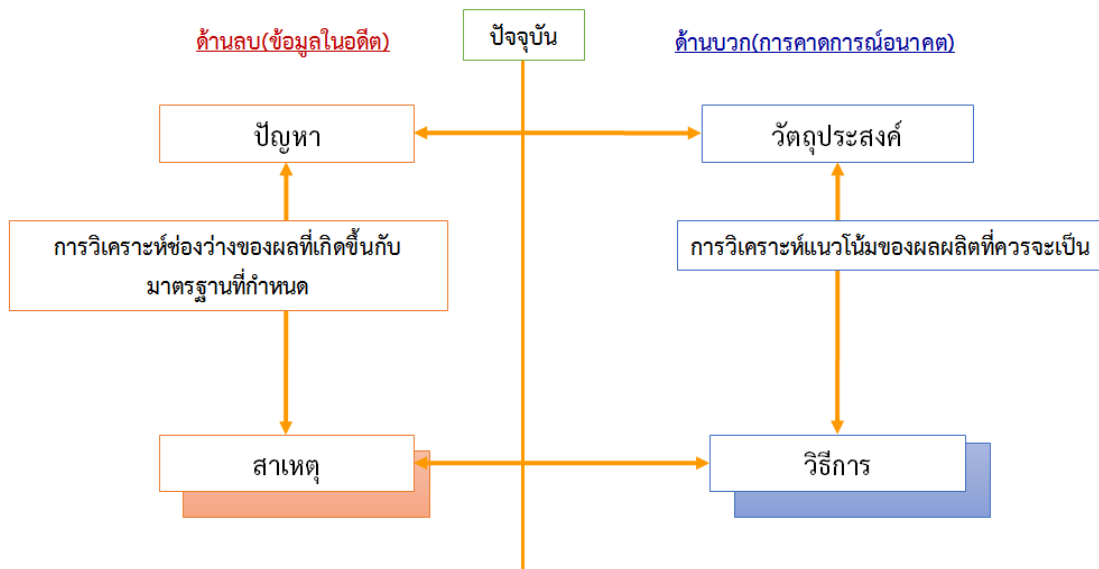 ด้านลบ(ข้อมูลในอดีต)
ปัจจุบัน
ด้านบวก(การคาดการณ์อนาคต)
ปัญหา
วัตถุประสงค์
การวิเคราะห์ช่องว่างของผลที่เกิดขึ้นกับ
มาตรฐานที่กำหนด
การวิเคราะห์แนวโน้มของผลผลิตที่ควรจะเป็น
สาเหตุ
วิธีการ